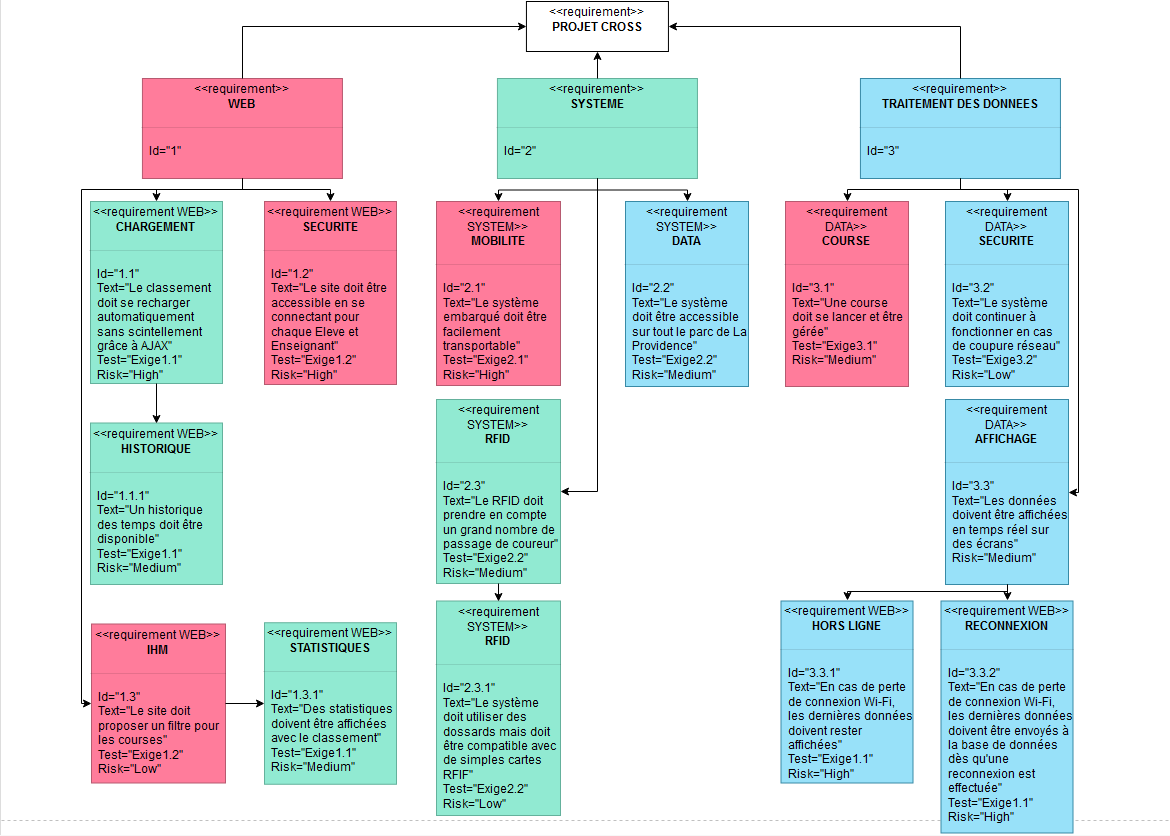 <<requirement>>
PROJET CROSS
<<requirement>>
WEB
Id="1"
<<requirement>>
SYSTEME
Id="2"
<<requirement>>
TRAITEMENT DES DONNEES
Id="3"
<<requirement WEB>>
CHARGEMENT
Id="1.1"
Text="Le classement
doit se recharger
automatiquement
sans scintellement
grâce à AJAX"
Test="Exige1.1"
Risk="High"
<<requirement WEB>>
SECURITE
Id="1.2"
Text="Le site doit être
accessible en se
connectant pour
chaque Eleve et
Enseignant"
Test="Exige1.2"
Risk="High"
<<requirement
SYSTEM>>
MOBILITE
Id="2.1"
Text="Le système
embarqué doit être
facilement
transportable"
Test="Exige2.1"
Risk="High"
<<requirement
SYSTEM>>
DATA
Id="2.2"
Text="Le système
doit être accessible
sur tout le parc de La
Providence"
Test="Exige2.2"
Risk="Medium"
<<requirement
DATA>>
COURSE
Id="3.1"
Text="Une course
doit se lancer et être
gérée"
Test="Exige3.1"
Risk="Medium"
<<requirement
DATA>>
SECURITE
Id="3.2"
Text="Le système
doit continuer à
fonctionner en cas
de coupure réseau"
Test="Exige3.2"
Risk="Low"
<<requirement WEB>>
HISTORIQUE
Id="1.1.1"
Text="Un historique
des temps doit être
disponible"
Test="Exige1.1"
Risk="Medium"
<<requirement
SYSTEM>>
RFID
Id="2.3"
Text="Le RFID doit
prendre en compte
un grand nombre de
passage de coureur"
Test="Exige2.2"
Risk="Medium"
<<requirement
DATA>>
AFFICHAGE
Id="3.3"
Text="Les données
doivent être affichées
en temps réel sur
des écrans"
Risk="Medium"
<<requirement WEB>>
IHM
Id="1.3"
Text="Le site doit
proposer un filtre pour
les courses"
Test="Exige1.2"
Risk="Low"
<<requirement WEB>>
STATISTIQUES
Id="1.3.1"
Text="Des statistiques
doivent être affichées
avec le classement"
Test="Exige1.1"
Risk="Medium"
<<requirement
SYSTEM>>
RFID
Id="2.3.1"
Text="Le système
doit utiliser des
dossards mais doit
être compatible avec
de simples cartes
RFIF"
Test="Exige2.2"
Risk="Low"
<<requirement WEB>>
HORS LIGNE
Id="3.3.1"
Text="En cas de perte
de connexion Wi-Fi,
les dernières données
doivent rester
affichées"
Test="Exige1.1"
Risk="High"
<<requirement WEB>>
RECONNEXION
Id="3.3.2"
Text="En cas de perte
de connexion Wi-Fi,
les dernières données
doivent être envoyés à
la base de données
dès qu'une
reconnexion est
effectuée"
Test="Exige1.1"
Risk="High"